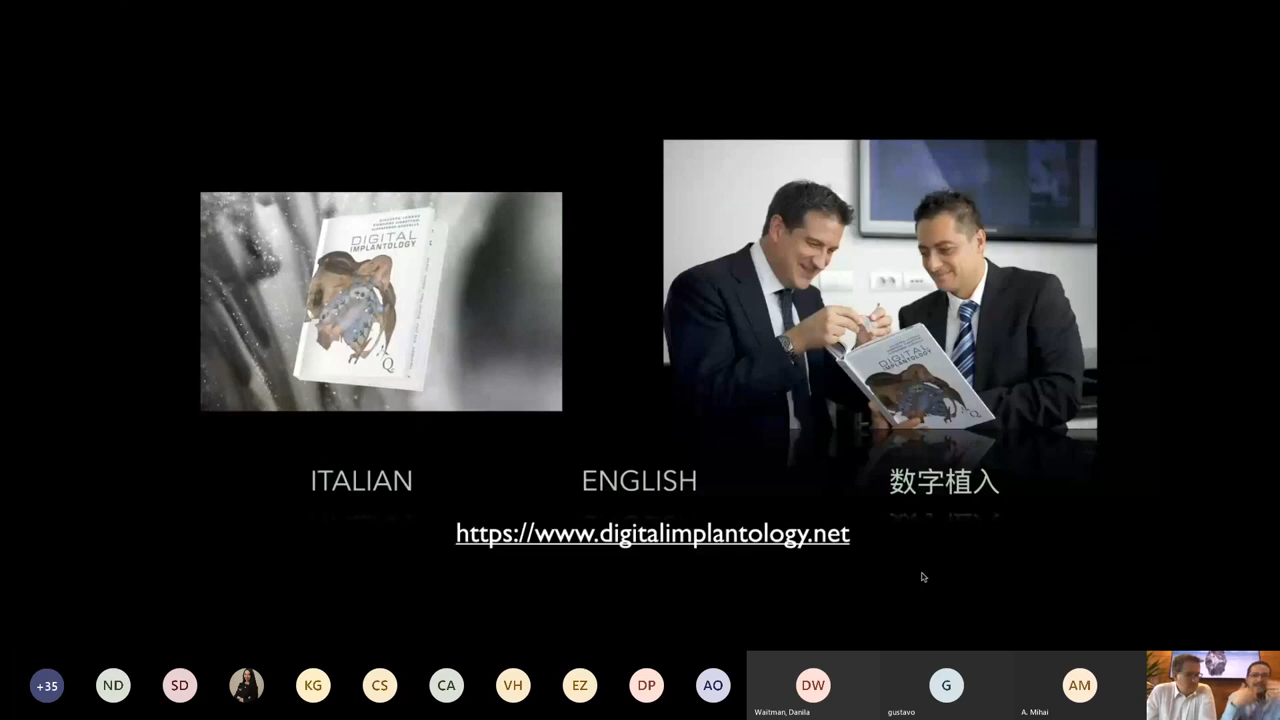 DIGITAL
IMPLANTOLOGY
Q
DIGITAL
IMPLANTOLOGY
Q
ITALIAN
ENGLISH
数字植入
https://www.digitalimplantology.net
+35
ND
SD
KG
CS
CA
VH
EZ
DP
AO
DW
G
AM
Waitman, Danila
gustavo
A. Mihai